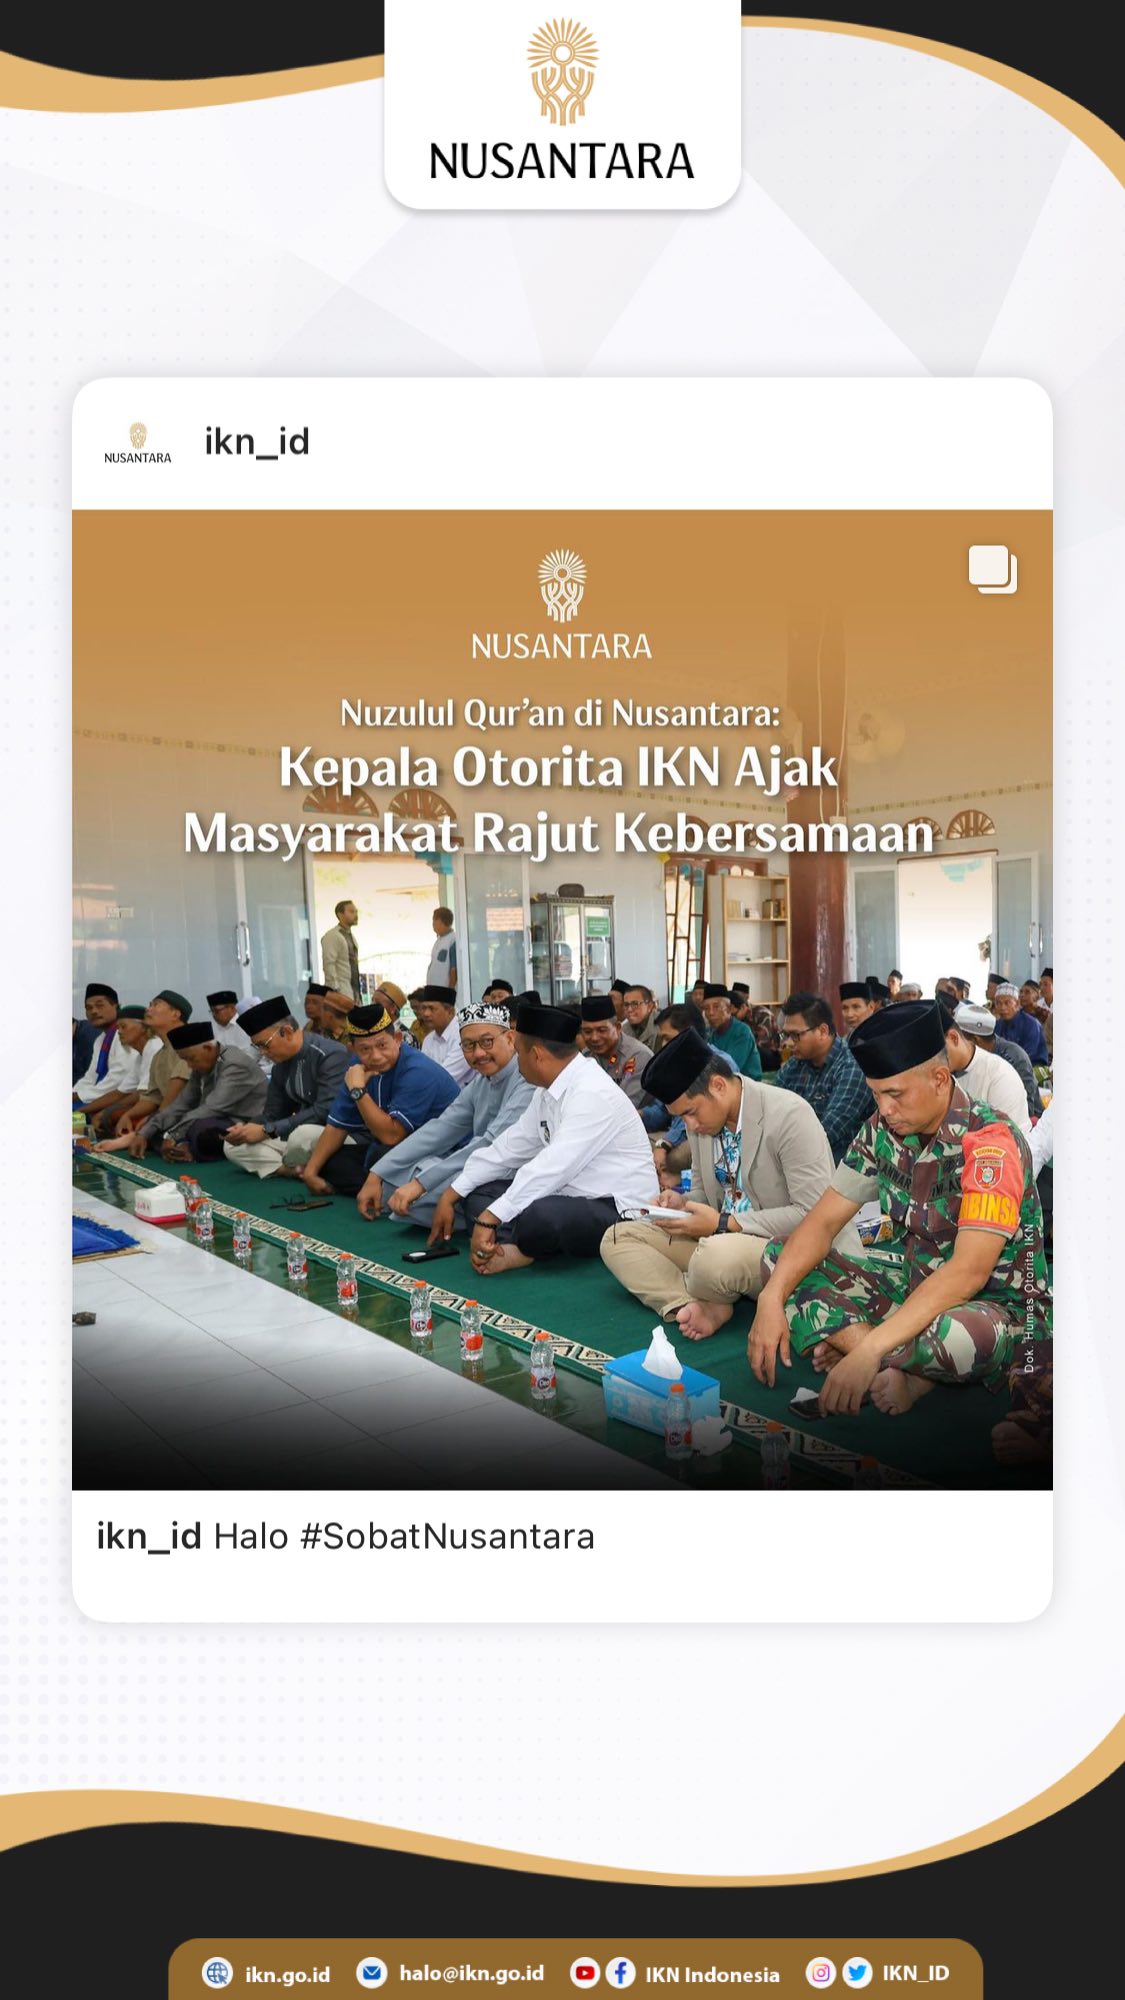 NUSANTARA
NUSANTARA
ikn_id
NUSANTARA
Nuzulul Qur'an di Nusantara:
Kepala Otorita IKN Ajak
Masyarakat Rajut Kebersamaan
BINSA
Dok. Humas Otorita IKN
ikn_id Halo #SobatNusantara
ikn.go.id
halo@ikn.go.id
IKN Indonesia
IKN_ID